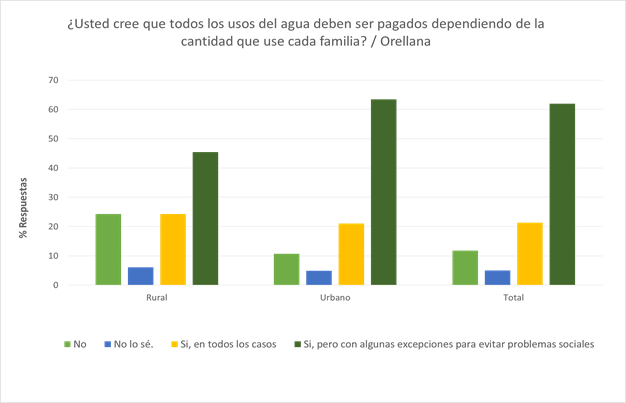 ¿Usted cree que todos los usos del agua deben ser pagados dependiendo de la
cantidad que use cada familia? / Orellana
70
60
50
40
30
20
10
0
% Respuestas
Rural Urbano Total
No No lo sé. Si, en todos los casos Si, pero con algunas excepciones para evitar problemas sociales